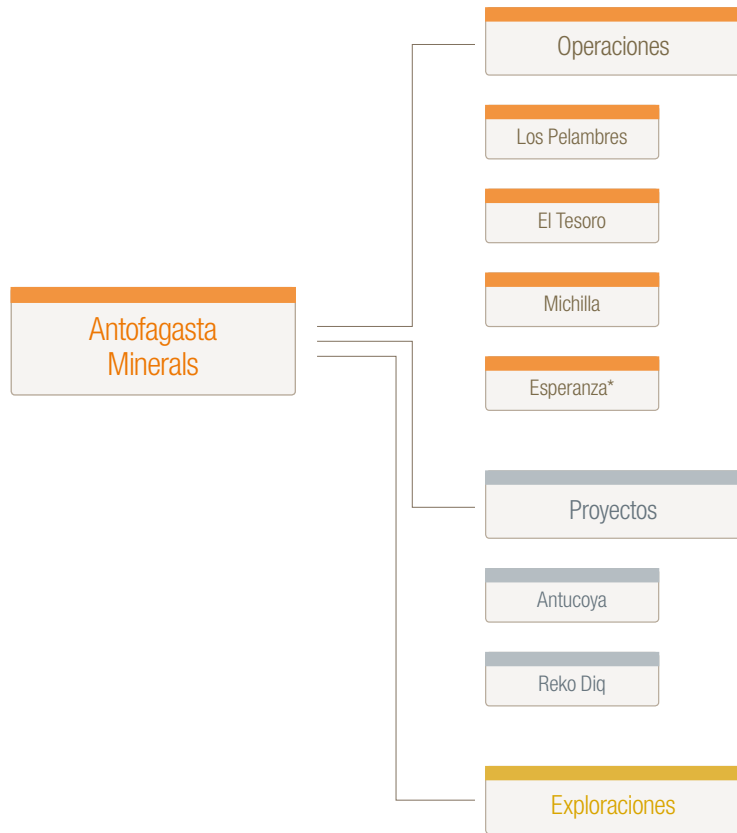 Antofagasta
Minerals
Operaciones
Los Pelambres
El Tesoro
Michilla
Esperanza*
Proyectos
Antucoya
Reko Diq
Exploraciones